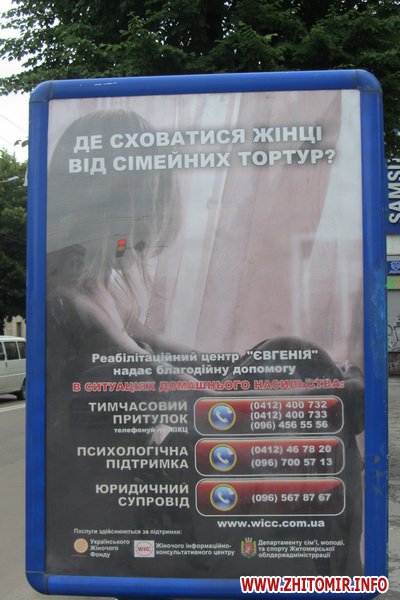 ДЕ СХОВАТИСЯ ЖІНЦІ
ВІД СІМЕЙНИХ ТОРТУР?
Реабілітаційний центр "ЄВГЕНІЯ"
надає благодійну допомогу
В СИТУАЦІЯХ ДОМАШНЬОГО НАСИЛЬСТВА:
ТИМЧАСОВИЙ
ПРИТУЛОК
(0412) 400 732
(0412) 400 733
(096) 456 55 56
ПСИХОЛОГІЧНА
ПІДТРИМКА
(0412) 46 78 20
(096) 700 57 13
ЮРИДИЧНИЙ
СУПРОВІД
(096) 567 87 67
www.wicc.com.ua
Послуги здійснюються за підтримки:
Українського
Жіночого
Фонду
WHC
Жіночого інформаційно-
консультативного центру
Департаменту сім'ї, молоді,
та спорту Житомирської
облдержадміністрації
SAMSU
WWW.ZHITOMIR.INFO